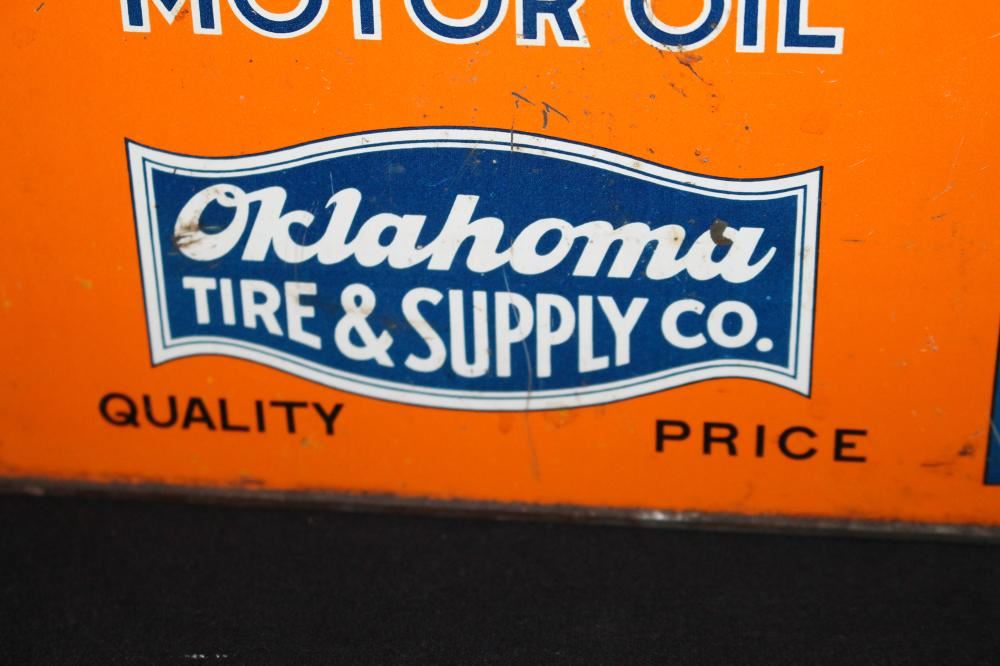 MOTOR OIL
Oklahoma
TIRE & SUPPLY CO.
QUALITY PRICE